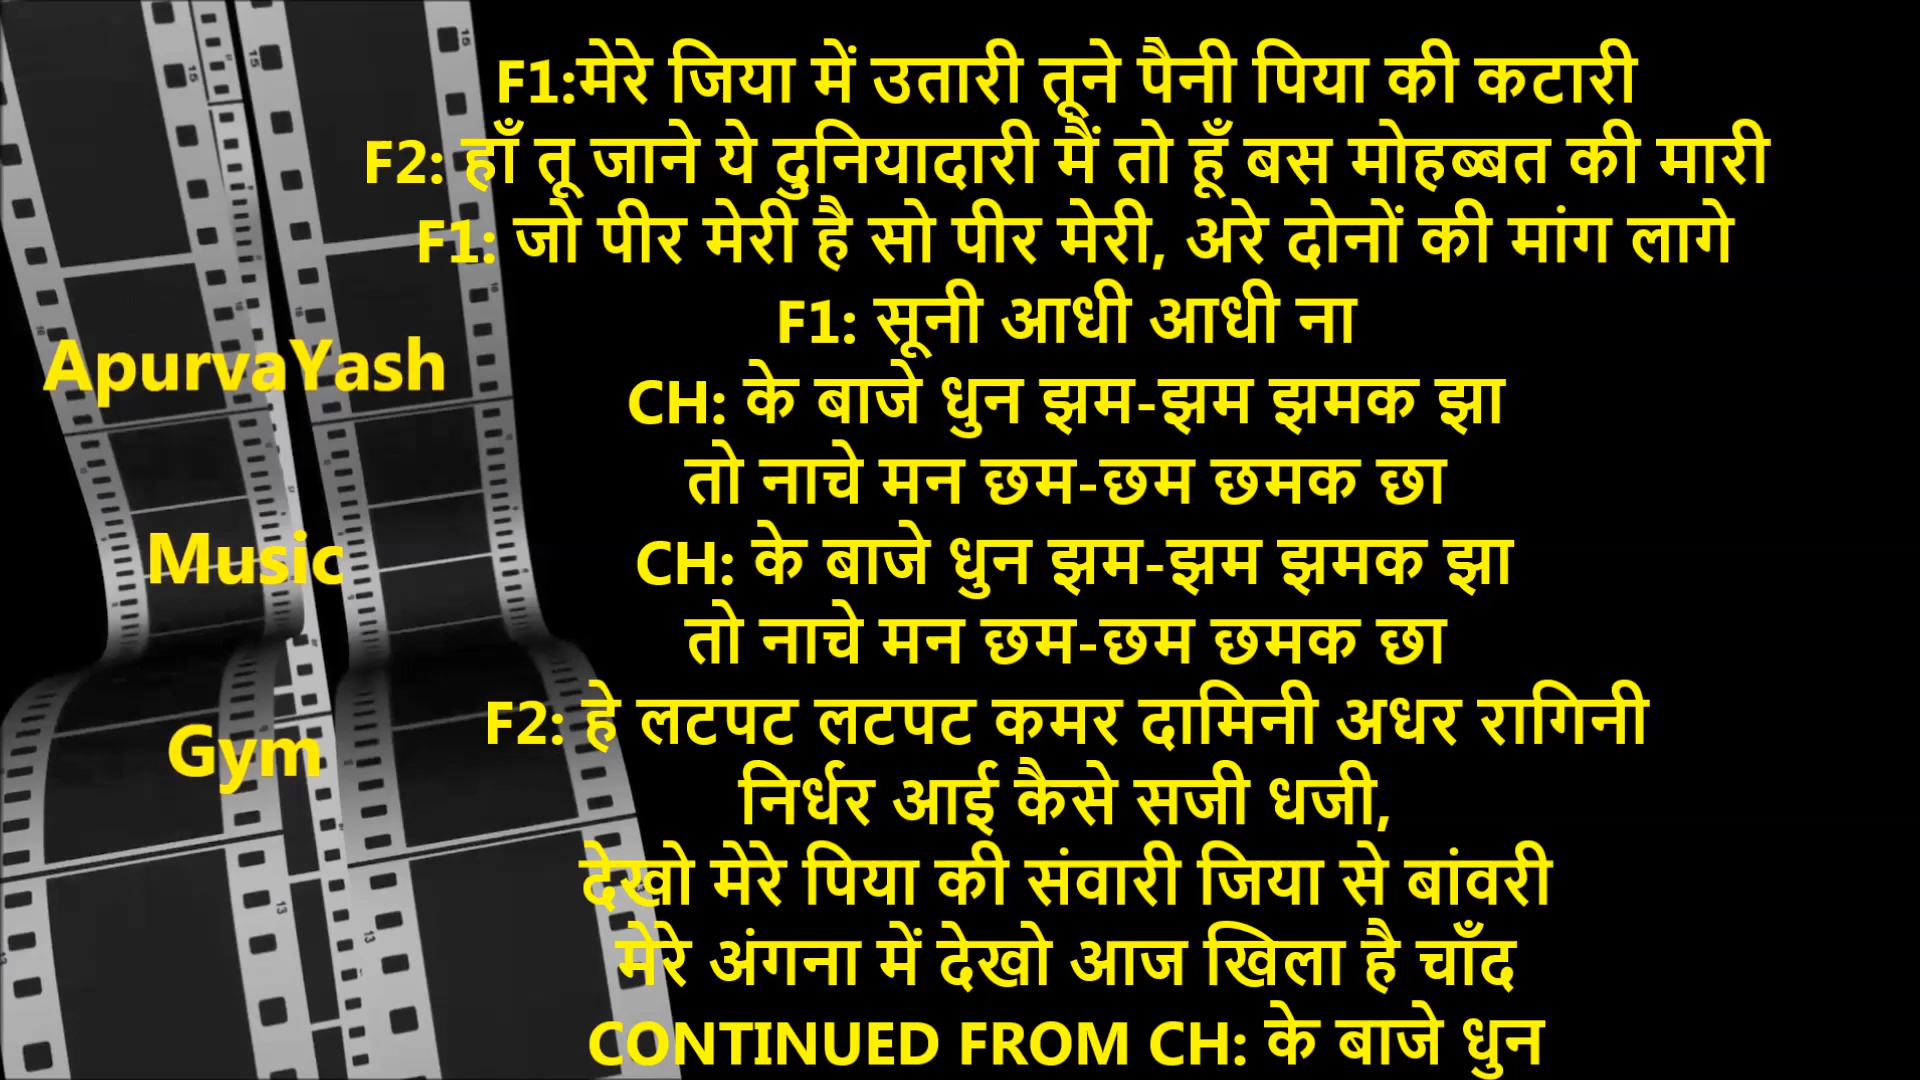 F1:मेरे जिया में उतारी तूने पैनी पिया की कटारी
F2: हाँ तू जाने ये दुनियादारी मैं तो हूँ बस मोहब्बत की मारी
F1: जो पीर मेरी है सो पीर मेरी, अरे दोनों की मांग लागे
F1: सूनी आधी आधी ना
CH: के बाजे धुन झम-झम झमक झा
तो नाचे मन छम-छम छमक छा
CH: के बाजे धुन झम-झम झमक झा
तो नाचे मन छम-छम छमक छा
F2: हे लटपट लटपट कमर दामिनी अधर रागिनी
निर्धर आई कैसे सजी धजी,
देखो मेरे पिया की संवारी जिया से बांवरी
मेरे अंगना में देखो आज खिला है चाँद
CONTINUED FROM CH: के बाजे धुन
ApurvaYash
Music
Gym